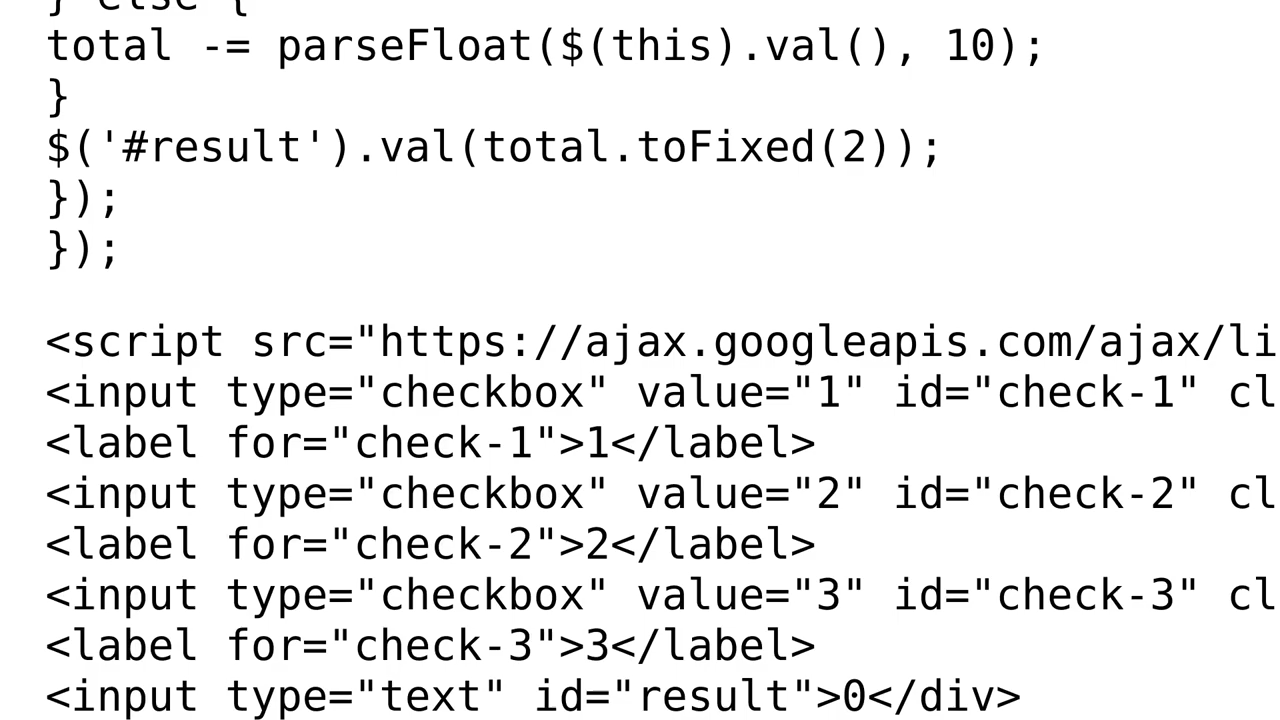 } else {
total -= parseFloat($(this).val(), 10);
}
$('#result').val(total.toFixed(2));
});
});
<script src="https://ajax.googleapis.com/ajax/li
<input type="checkbox" value="1" id="check-1" cl
<label for="check-1">1</label>
<input type="checkbox" value="2" id="check-2" cl
<label for="check-2">2</label>
<input type="checkbox" value="3" id="check-3" cl
<label for="check-3">3</label>
<input type="text" id="result">0</div>